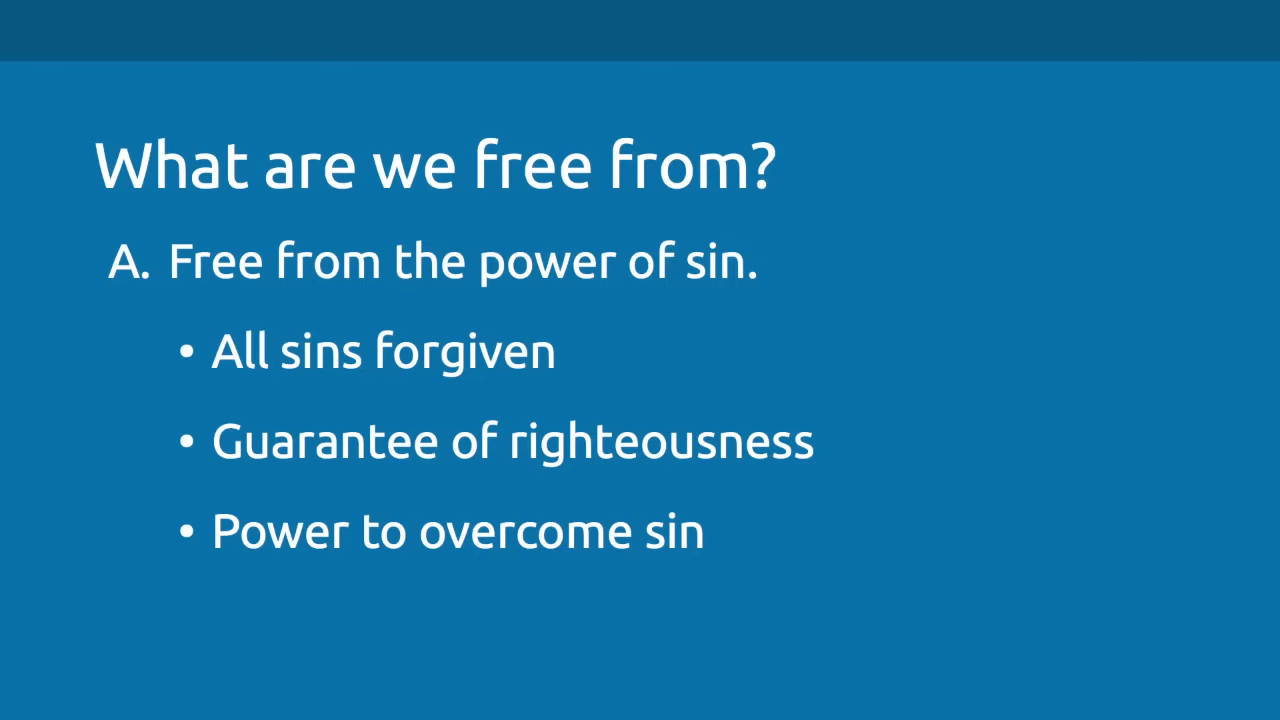 What are we free from?
A. Free from the power of sin.
• All sins forgiven
• Guarantee of righteousness
• Power to overcome sin